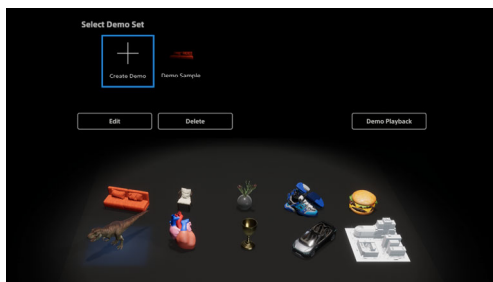 Select Demo Set
Create Demo
Demo Sample
Edit
Delete
Demo Playback